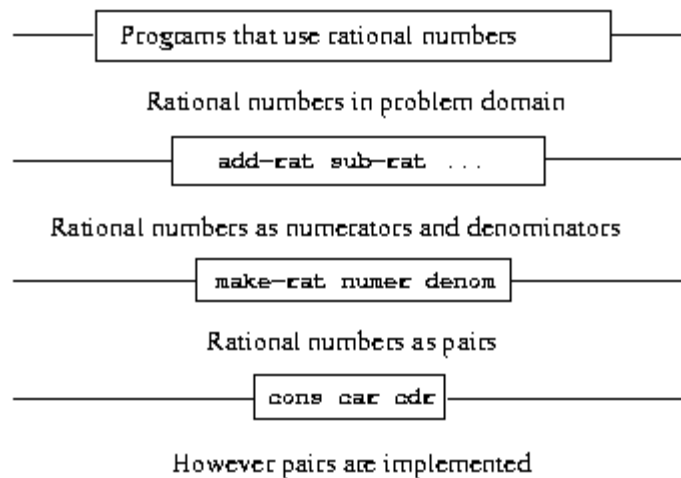 Programs that use rational numbers
Rational numbers in problem domain
add-rat sub-rat ...
Rational numbers as numerators and denominators
make-rat numer denom
Rational numbers as pairs
cons car cdr
However pairs are implemented